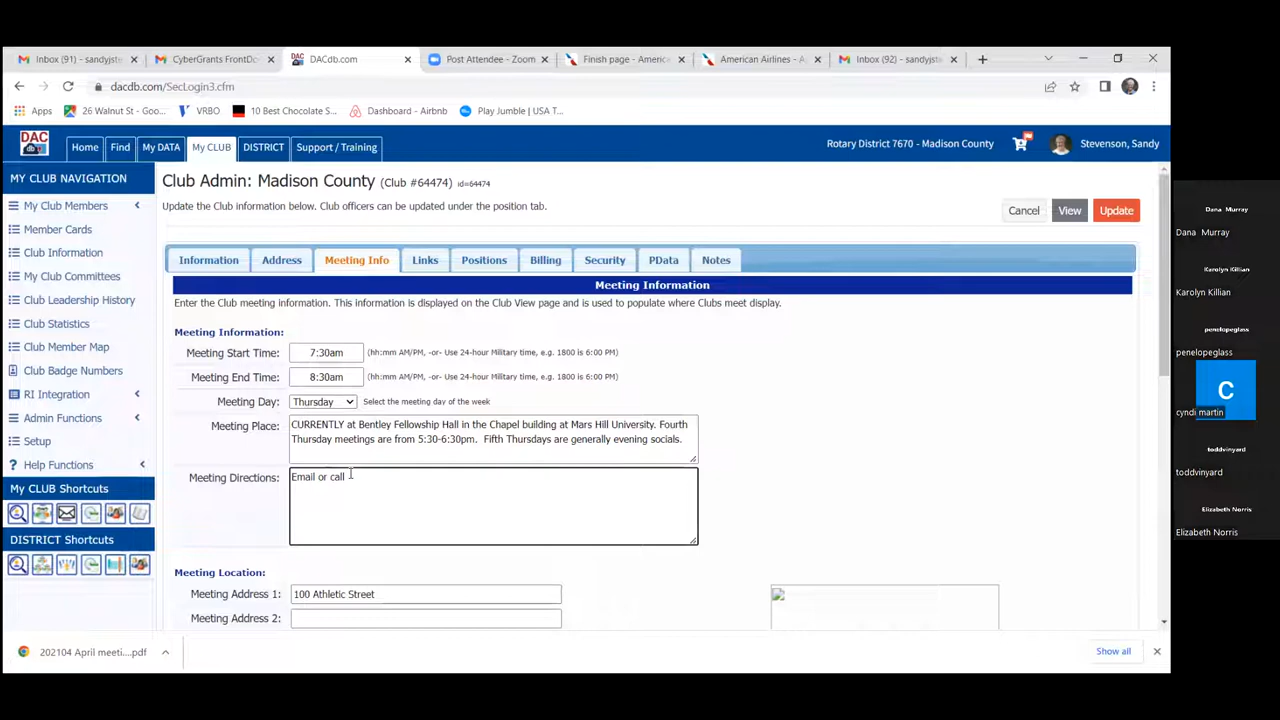 Inbox (91) - sandyjst
CyberGrants FrontDo
DACdb.com
Post Attendee - Zoom
Finish page - Americ
American Airlines - A
Inbox (92) - sandyjst
dacdb.com/SecLogin3.cfm
Apps
26 Walnut St - Goo...
VRBO
10 Best Chocolate S...
Dashboard - Airbnb
Play Jumble | USA T...
DAC
db
Home
Find
My DATA
My CLUB
DISTRICT
Support / Training
Rotary District 7670 - Madison County
Stevenson, Sandy
MY CLUB NAVIGATION
My Club Members
Member Cards
Club Information
My Club Committees
Club Leadership History
Club Statistics
Club Member Map
Club Badge Numbers
RI Integration
Admin Functions
Setup
Help Functions
My CLUB Shortcuts
DISTRICT Shortcuts
Club Admin: Madison County (Club #64474) id=64474
Update the Club information below. Club officers can be updated under the position tab.
Cancel
View
Update
Information
Address
Meeting Info
Links
Positions
Billing
Security
PData
Notes
Meeting Information
Enter the Club meeting information. This information is displayed on the Club View page and is used to populate where Clubs meet display.
Meeting Information:
Meeting Start Time: 7:30am (hh:mm AM/PM, -or- Use 24-hour Military time, e.g. 1800 is 6:00 PM)
Meeting End Time: 8:30am (hh:mm AM/PM, -or- Use 24-hour Military time, e.g. 1800 is 6:00 PM)
Meeting Day: Thursday Select the meeting day of the week
Meeting Place: CURRENTLY at Bentley Fellowship Hall in the Chapel building at Mars Hill University. Fourth
Thursday meetings are from 5:30-6:30pm. Fifth Thursdays are generally evening socials.
Meeting Directions: Email or call
Meeting Location:
Meeting Address 1: 100 Athletic Street
Meeting Address 2:
202104 April meeti....pdf
Show all
Dana Murray
Dana Murray
Karolyn Killian
Karolyn Killian
penelopeglass
penelopeglass
C
cyndi martin
toddvinyard
toddvinyard
Elizabeth Norris
Elizabeth Norris